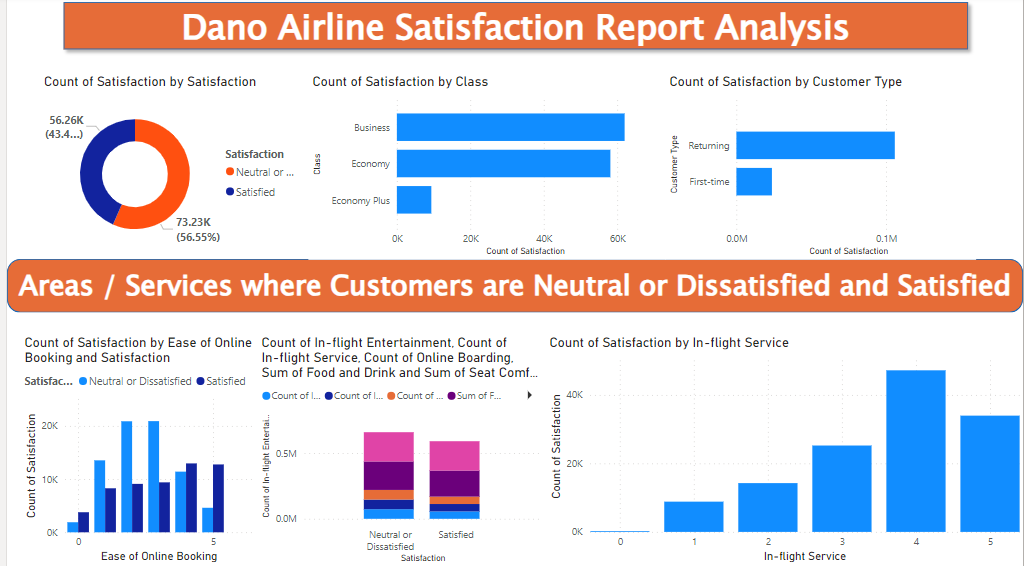 Dano Airline Satisfaction Report Analysis
Count of Satisfaction by Satisfaction
56.26K
(43.4...)
73.23K
(56.55%)
Satisfaction
Neutral or ...
Satisfied
Count of Satisfaction by Class
Class
Business
Economy
Economy Plus
0K 20K 40K 60K
Count of Satisfaction
Count of Satisfaction by Customer Type
Customer Type
Returning
First-time
0.0M 0.1M
Count of Satisfaction
Areas / Services where Customers are Neutral or Dissatisfied and Satisfied
Count of Satisfaction by Ease of Online
Booking and Satisfaction
Satisfac... Neutral or Dissatisfied Satisfied
Count of Satisfaction
20K
10K
0K
0 5
Ease of Online Booking
Count of In-flight Entertainment, Count of
In-flight Service, Count of Online Boarding,
Sum of Food and Drink and Sum of Seat Comf...
Count of I... Count of I... Count of ... Sum of F...
Count of In-flight Entertai...
0.5M
0.0M
Neutral or
Dissatisfied
Satisfied
Satisfaction
Count of Satisfaction by In-flight Service
Count of Satisfaction
40K
20K
0K
0 1 2 3 4 5
In-flight Service